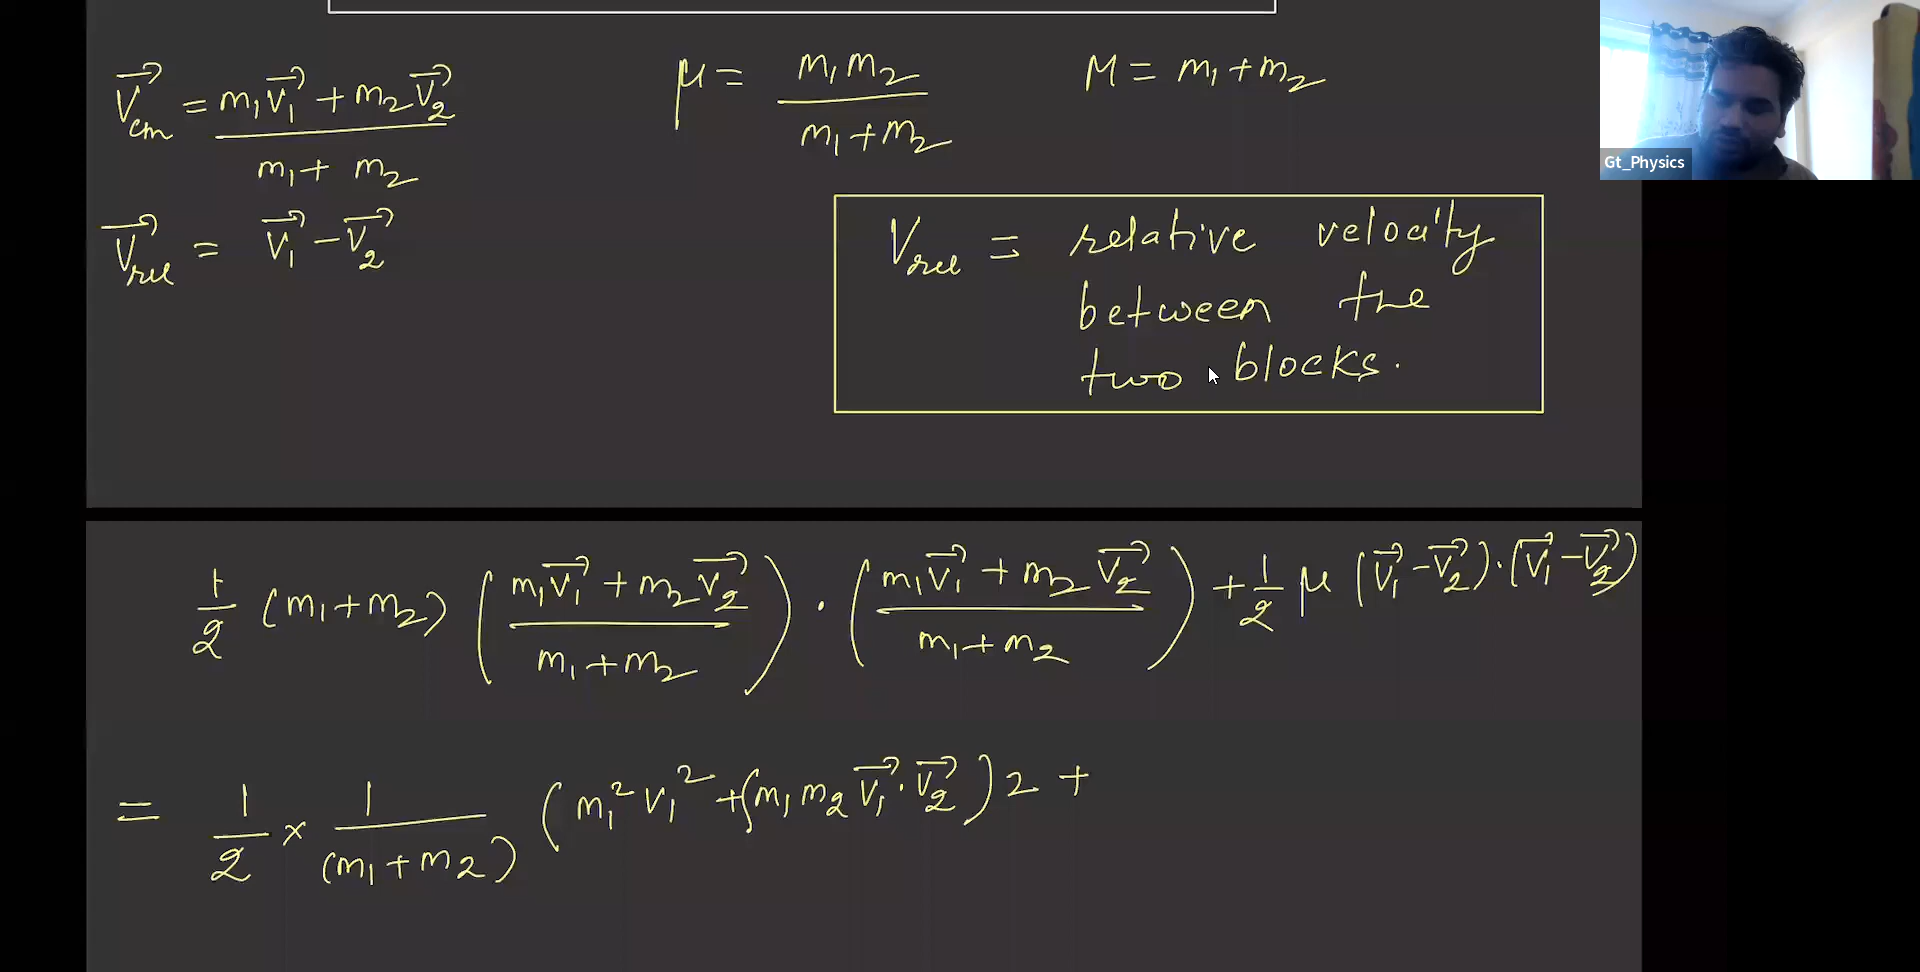 V⃗cm = (m₁V⃗₁ + m₂V⃗₂) / (m₁ + m₂)
μ = m₁m₂ / (m₁+m₂)
M = m₁+m₂
Gt_Physics
V⃗rel = V⃗₁ − V⃗₂
Vrel = relative velocity
between the
two blocks.
1/2 (m₁+m₂) ((m₁V⃗₁ + m₂V⃗₂)/(m₁+m₂)) · ((m₁V⃗₁ + m₂V⃗₂)/(m₁+m₂)) + 1/2 μ (V⃗₁ − V⃗₂)·(V⃗₁ − V⃗₂)
= 1/2 × 1/(m₁+m₂) (m₁²V₁² + (m₁m₂V⃗₁·V⃗₂)2 +